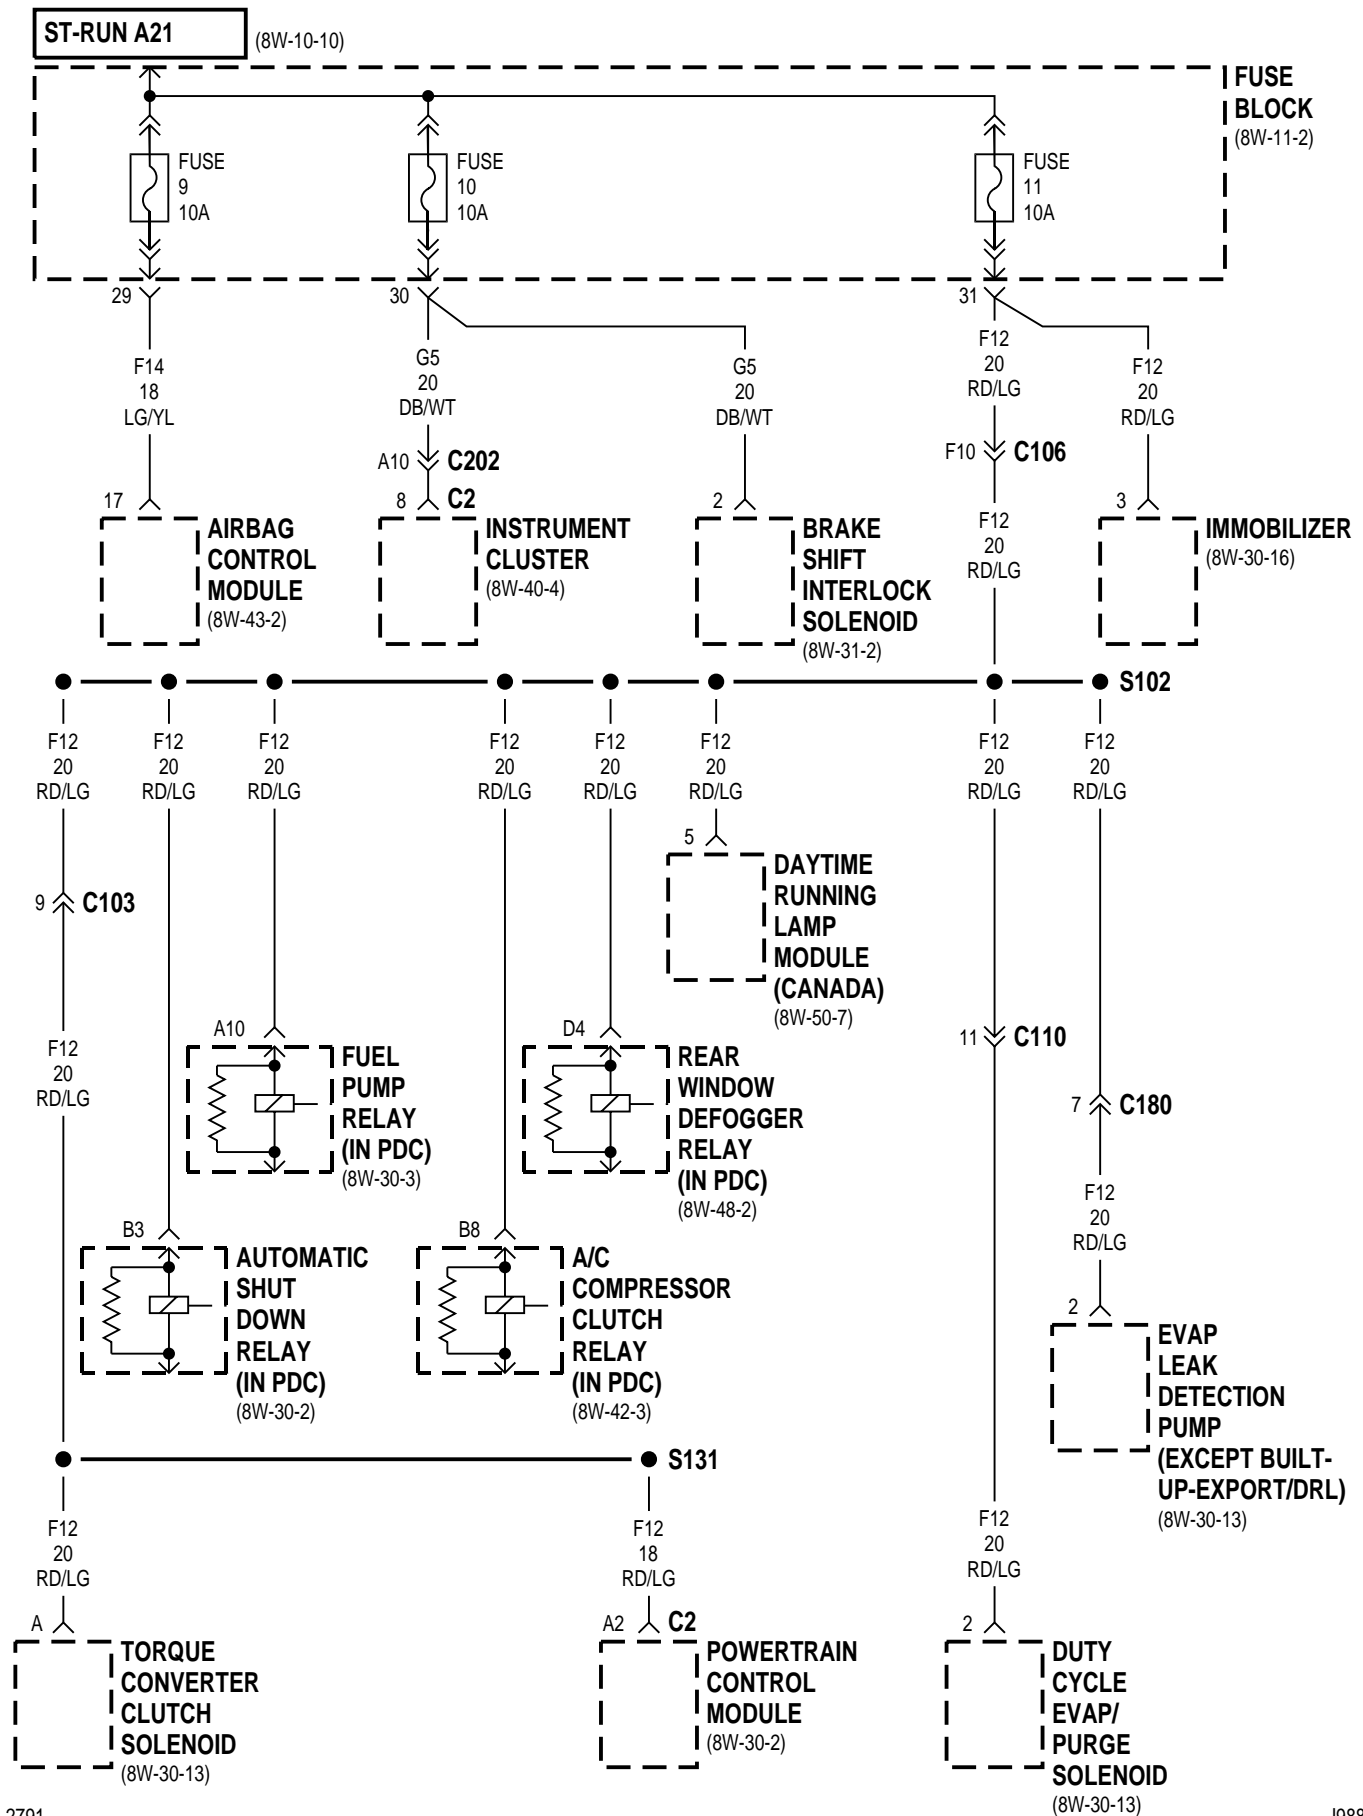 ST-RUN A21
(8W-10-10)
FUSE
BLOCK
(8W-11-2)
FUSE
9
10A
FUSE
10
10A
FUSE
11
10A
29
30
31
F14
18
LG/YL
G5
20
DB/WT
G5
20
DB/WT
F12
20
RD/LG
F12
20
RD/LG
A10
C202
F10
C106
17
8
C2
2
3
AIRBAG
CONTROL
MODULE
(8W-43-2)
INSTRUMENT
CLUSTER
(8W-40-4)
BRAKE
SHIFT
INTERLOCK
SOLENOID
(8W-31-2)
F12
20
RD/LG
IMMOBILIZER
(8W-30-16)
S102
F12
20
RD/LG
F12
20
RD/LG
F12
20
RD/LG
F12
20
RD/LG
F12
20
RD/LG
F12
20
RD/LG
F12
20
RD/LG
F12
20
RD/LG
5
DAYTIME
RUNNING
LAMP
MODULE
(CANADA)
(8W-50-7)
9
C103
F12
20
RD/LG
A10
FUEL
PUMP
RELAY
(IN PDC)
(8W-30-3)
D4
REAR
WINDOW
DEFOGGER
RELAY
(IN PDC)
(8W-48-2)
11
C110
7
C180
F12
20
RD/LG
B3
AUTOMATIC
SHUT
DOWN
RELAY
(IN PDC)
(8W-30-2)
B8
A/C
COMPRESSOR
CLUTCH
RELAY
(IN PDC)
(8W-42-3)
2
EVAP
LEAK
DETECTION
PUMP
(EXCEPT BUILT-
UP-EXPORT/DRL)
(8W-30-13)
S131
F12
20
RD/LG
F12
18
RD/LG
F12
20
RD/LG
A
TORQUE
CONVERTER
CLUTCH
SOLENOID
(8W-30-13)
A2
C2
POWERTRAIN
CONTROL
MODULE
(8W-30-2)
2
DUTY
CYCLE
EVAP/
PURGE
SOLENOID
(8W-30-13)